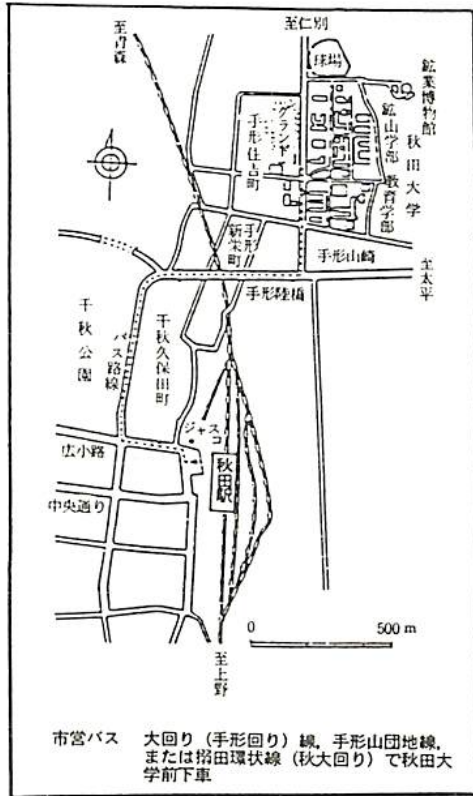 至青森
至仁別
球場
鉱業博物館
グランド
手形住吉町
鉱山学部
秋田大学
教育学部
手形新栄町
手形山崎
至太平
手形陸橋
千秋公園
バス路線
千秋久保田町
ジャスコ
広小路
秋田駅
中央通り
0 500 m
至上野
市営バス 大回り(手形回り)線,手形山団地線,
または搦田環状線(秋大回り)で秋田大
学前下車